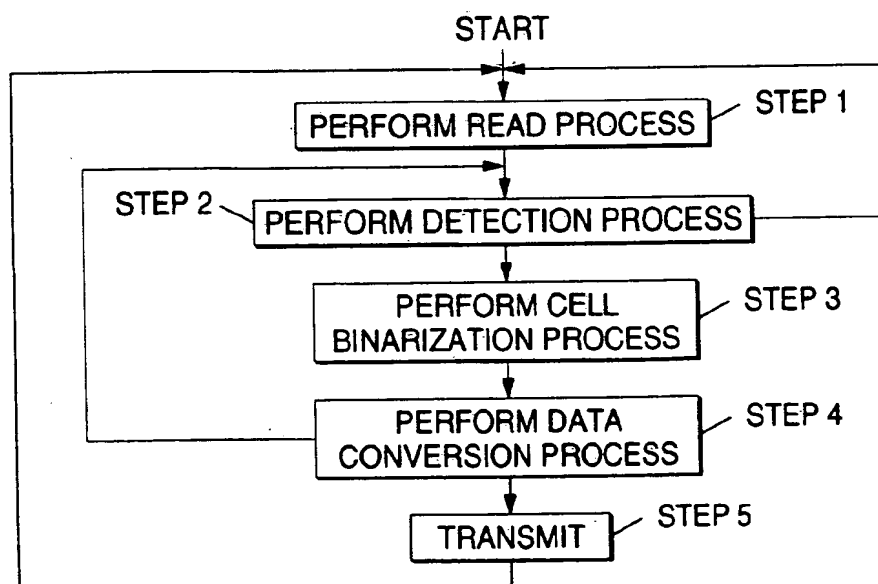 START
PERFORM READ PROCESS
STEP 1
STEP 2
PERFORM DETECTION PROCESS
PERFORM CELL
BINARIZATION PROCESS
STEP 3
PERFORM DATA
CONVERSION PROCESS
STEP 4
TRANSMIT
STEP 5